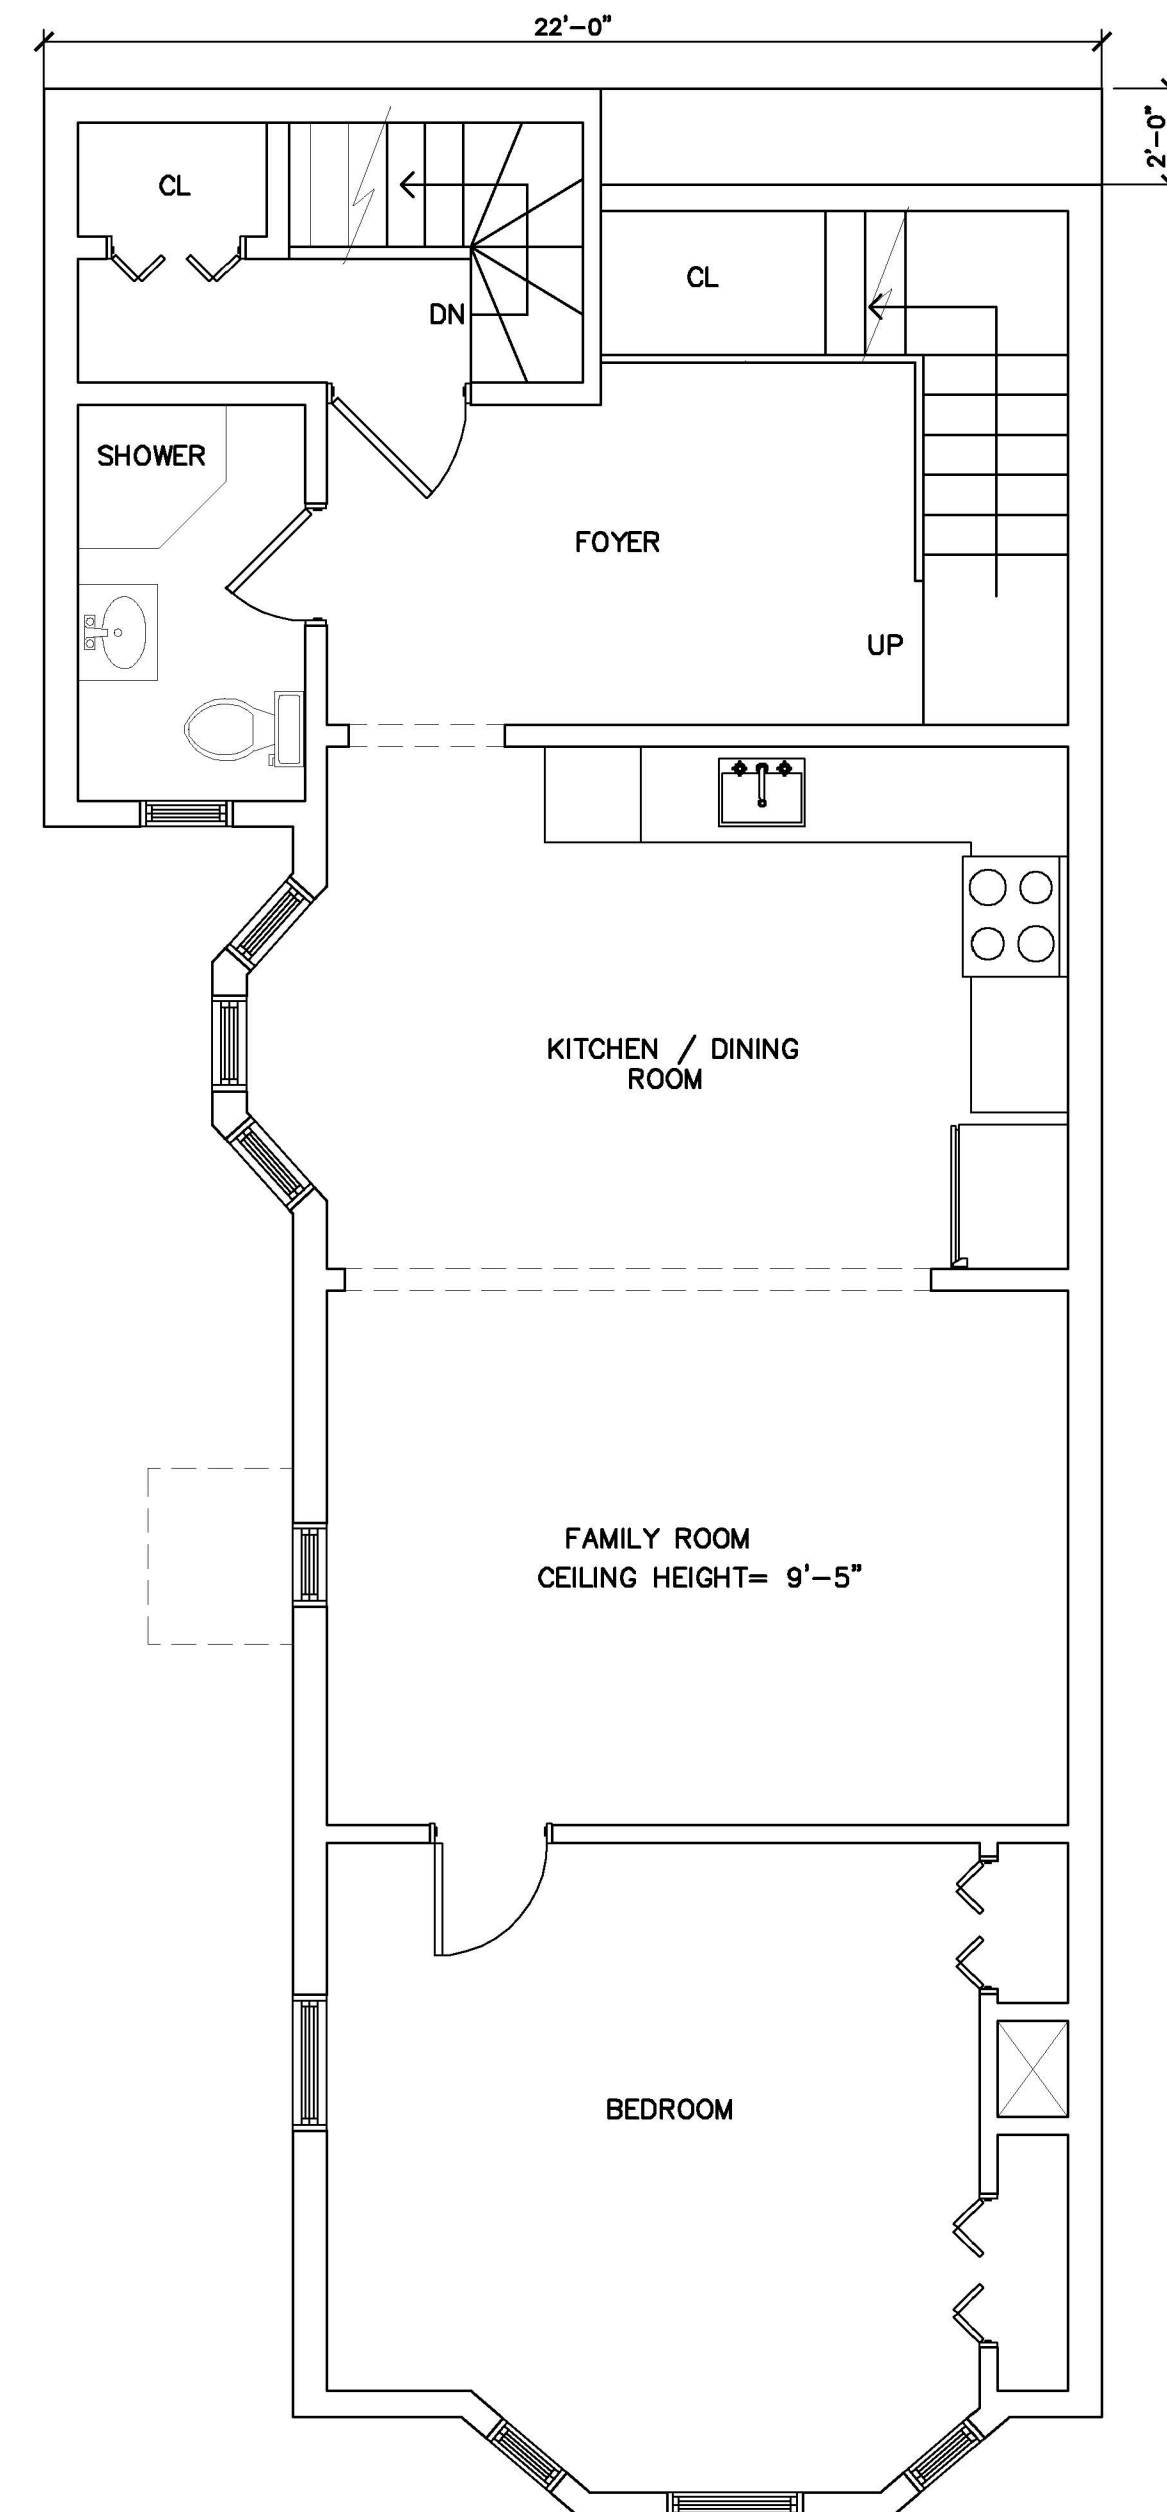 22'-0"
2'-0"
CL
CL
DN
SHOWER
FOYER
UP
KITCHEN / DINING
ROOM
FAMILY ROOM
CEILING HEIGHT= 9'-5"
BEDROOM